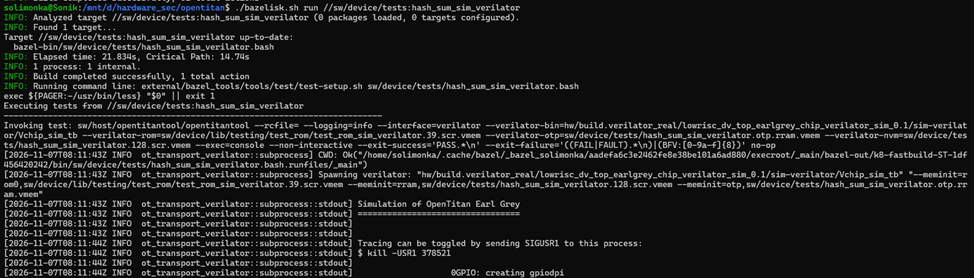 solimonka@Sonik:/mnt/d/hardware_sec/opentitan$ ./bazelisk.sh run //sw/device/tests:hash_sum_sim_verilator
INFO: Analyzed target //sw/device/tests:hash_sum_sim_verilator (0 packages loaded, 0 targets configured).
INFO: Found 1 target...
Target //sw/device/tests:hash_sum_sim_verilator up-to-date:
  bazel-bin/sw/device/tests/hash_sum_sim_verilator.bash
INFO: Elapsed time: 21.834s, Critical Path: 14.74s
INFO: 1 process: 1 internal.
INFO: Build completed successfully, 1 total action
INFO: Running command line: external/bazel_tools/tools/test/test-setup.sh sw/device/tests/hash_sum_sim_verilator.bash
exec ${PAGER:-/usr/bin/less} "$0" || exit 1
Executing tests from //sw/device/tests:hash_sum_sim_verilator
-----------------------------------------------------------------------------
Invoking test: sw/host/opentitantool/opentitantool --rcfile= --logging=info --interface=verilator --verilator-bin=hw/build.verilator_real/lowrisc_dv_top_earlgrey_chip_verilator_sim_0.1/sim-verilat
or/Vchip_sim_tb --verilator-rom=sw/device/lib/testing/test_rom/test_rom_sim_verilator.39.scr.vmem --verilator-otp=sw/device/tests/hash_sum_sim_verilator.otp.rram.vmem --verilator-nvm=sw/device/tes
ts/hash_sum_sim_verilator.128.scr.vmem --exec=console --non-interactive --exit-success='PASS.*\n' --exit-failure='((FAIL|FAULT).*\n)|(BFV:[0-9a-f]{8})' no-op
[2026-11-07T08:11:43Z INFO  ot_transport_verilator::subprocess] CWD: Ok("/home/solimonka/.cache/bazel/_bazel_solimonka/aadefa6c3e2462fe8e38be101a6ad880/execroot/_main/bazel-out/k8-fastbuild-ST-1df
4564204242/bin/sw/device/tests/hash_sum_sim_verilator.bash.runfiles/_main")
[2026-11-07T08:11:43Z INFO  ot_transport_verilator::subprocess] Spawning verilator: "hw/build.verilator_real/lowrisc_dv_top_earlgrey_chip_verilator_sim_0.1/sim-verilator/Vchip_sim_tb" "--meminit=r
om0,sw/device/lib/testing/test_rom/test_rom_sim_verilator.39.scr.vmem --meminit=rram,sw/device/tests/hash_sum_sim_verilator.128.scr.vmem --meminit=otp,sw/device/tests/hash_sum_sim_verilator.otp.rr
am.vmem"
[2026-11-07T08:11:43Z INFO  ot_transport_verilator::subprocess::stdout] Simulation of OpenTitan Earl Grey
[2026-11-07T08:11:43Z INFO  ot_transport_verilator::subprocess::stdout] =================================
[2026-11-07T08:11:43Z INFO  ot_transport_verilator::subprocess::stdout]
[2026-11-07T08:11:43Z INFO  ot_transport_verilator::subprocess::stdout]
[2026-11-07T08:11:44Z INFO  ot_transport_verilator::subprocess::stdout] Tracing can be toggled by sending SIGUSR1 to this process:
[2026-11-07T08:11:44Z INFO  ot_transport_verilator::subprocess::stdout] $ kill -USR1 378521
[2026-11-07T08:11:44Z INFO  ot_transport_verilator::subprocess::stdout]                    0GPIO: creating gpiodpi